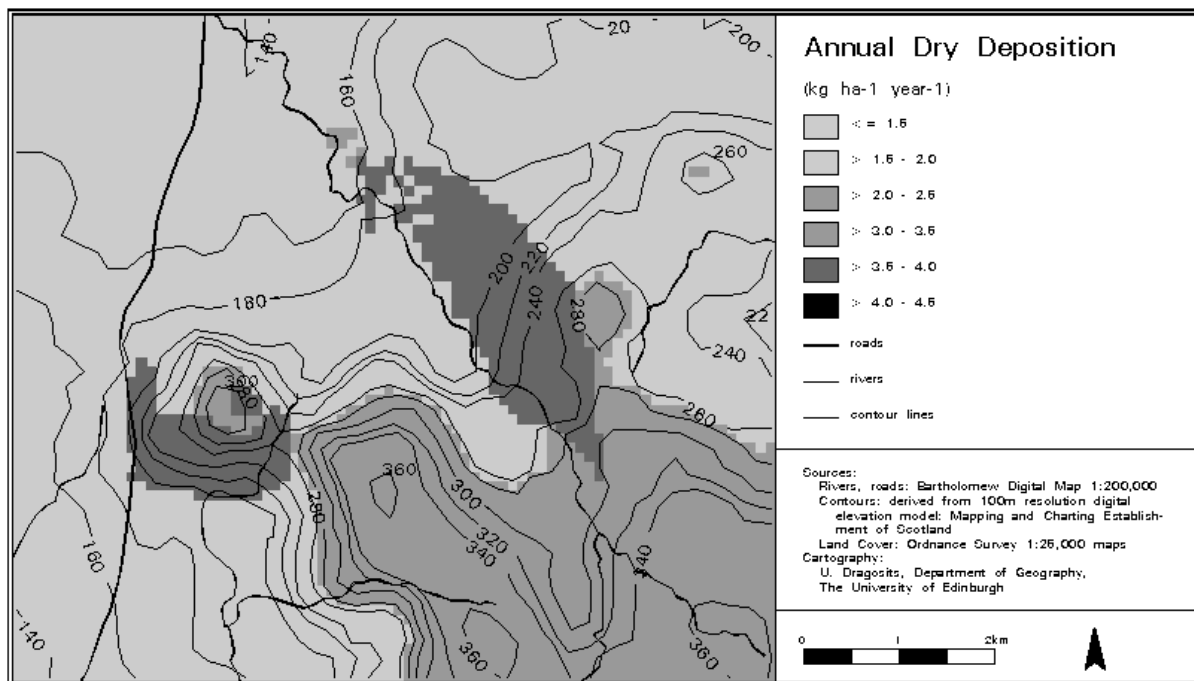 Annual Dry Deposition
(kg ha-1 year-1)
< = 1.5
> 1.5 - 2.0
> 2.0 - 2.5
> 3.0 - 3.5
> 3.5 - 4.0
> 4.0 - 4.5
roads
rivers
contour lines
Sources:
Rivers, roads: Bartholomew Digital Map 1:200,000
Contours: derived from 100m resolution digital
elevation model: Mapping and Charting Establish-
ment of Scotland
Land Cover: Ordnance Survey 1:25,000 maps
Cartography:
U. Dragosits, Department of Geography,
The University of Edinburgh
0 1 2km
140
20
200
160
260
200
220
240
280
22
240
180
360
260
360
280
300
320
340
160
140
360
360